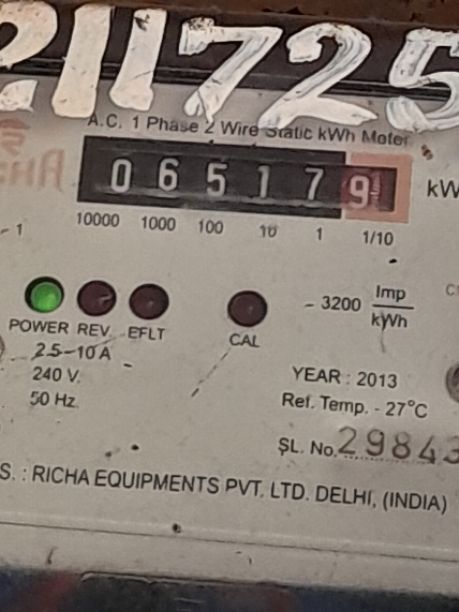 211725
A.C. 1 Phase 2 Wire Static kWh Meter
0 6 5 1 7 9
kW
10000 1000 100 10 1 1/10
- 1
- 3200 Imp/kWh
POWER REV EFLT CAL
2.5-10 A
240 V.
50 Hz.
YEAR : 2013
Ref. Temp. - 27°C
SL. No. 29843
S. : RICHA EQUIPMENTS PVT. LTD. DELHI, (INDIA)